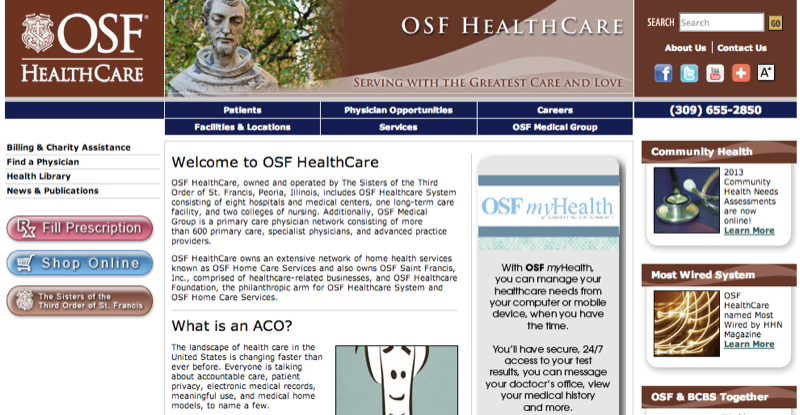 OSF®
HEALTHCARE
OSF HEALTHCARE
SERVING WITH THE GREATEST CARE AND LOVE
SEARCH Search GO
About Us | Contact Us
f t You Tube + A+
Patients Physician Opportunities Careers (309) 655-2850
Facilities & Locations Services OSF Medical Group
Billing & Charity Assistance
Find a Physician
Health Library
News & Publications
Rx Fill Prescription
Shop Online
The Sisters of the
Third Order of St. Francis
Welcome to OSF HealthCare
OSF HealthCare, owned and operated by The Sisters of the Third
Order of St. Francis, Peoria, Illinois, includes OSF Healthcare System
consisting of eight hospitals and medical centers, one long-term care
facility, and two colleges of nursing. Additionally, OSF Medical
Group is a primary care physician network consisting of more
than 600 primary care, specialist physicians, and advanced practice
providers.
OSF HealthCare owns an extensive network of home health services
known as OSF Home Care Services and also owns OSF Saint Francis,
Inc., comprised of healthcare-related businesses, and OSF Healthcare
Foundation, the philanthropic arm for OSF Healthcare System and
OSF Home Care Services.
What is an ACO?
The landscape of health care in the
United States is changing faster than
ever before. Everyone is talking
about accountable care, patient
privacy, electronic medical records,
meaningful use, and medical home
models, to name a few.
OSF myHealth
With OSF myHealth,
you can manage your
healthcare needs from
your computer or mobile
device, when you have
the time.
You'll have secure, 24/7
access to your test
results, you can message
your doctocr's office, view
your medical history
and more.
Community Health
2013
Community
Health Needs
Assessments
are now
online!
Learn More
Most Wired System
OSF
HealthCare
named Most
Wired by HHN
Magazine
Learn More
OSF & BCBS Together